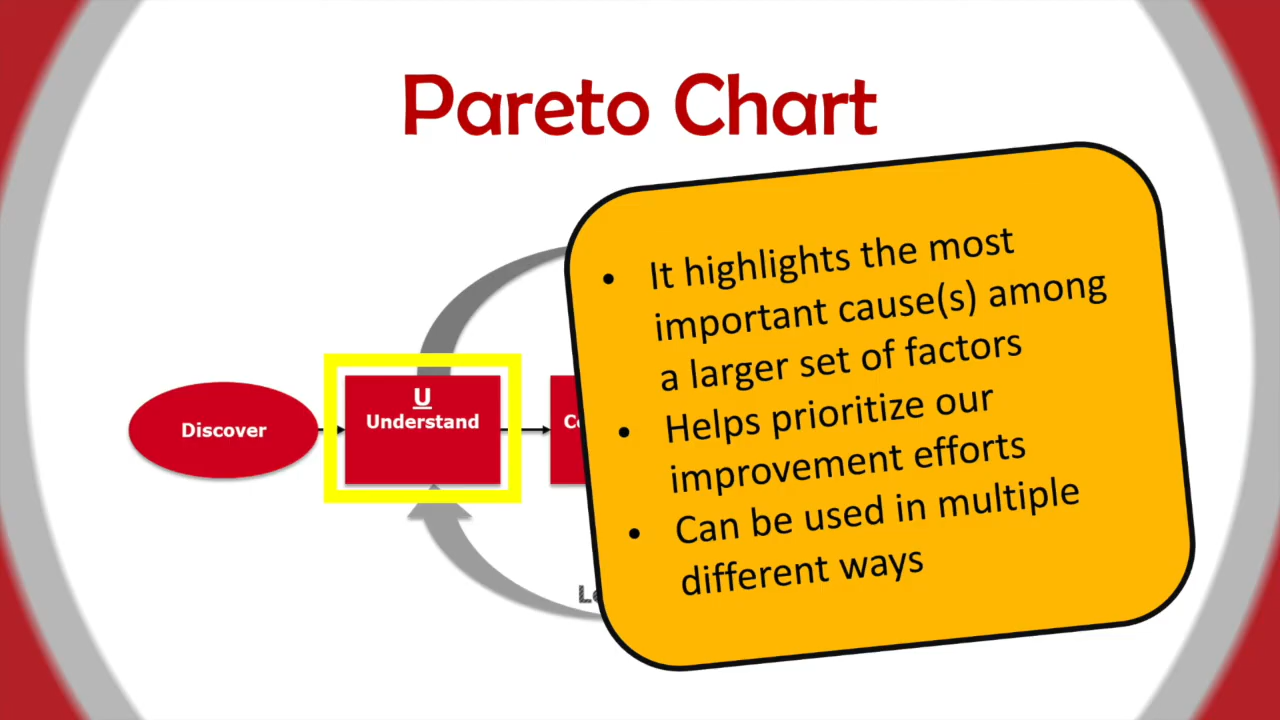 Pareto Chart
• It highlights the most
important cause(s) among
a larger set of factors
• Helps prioritize our
improvement efforts
• Can be used in multiple
different ways
Discover
U
Understand